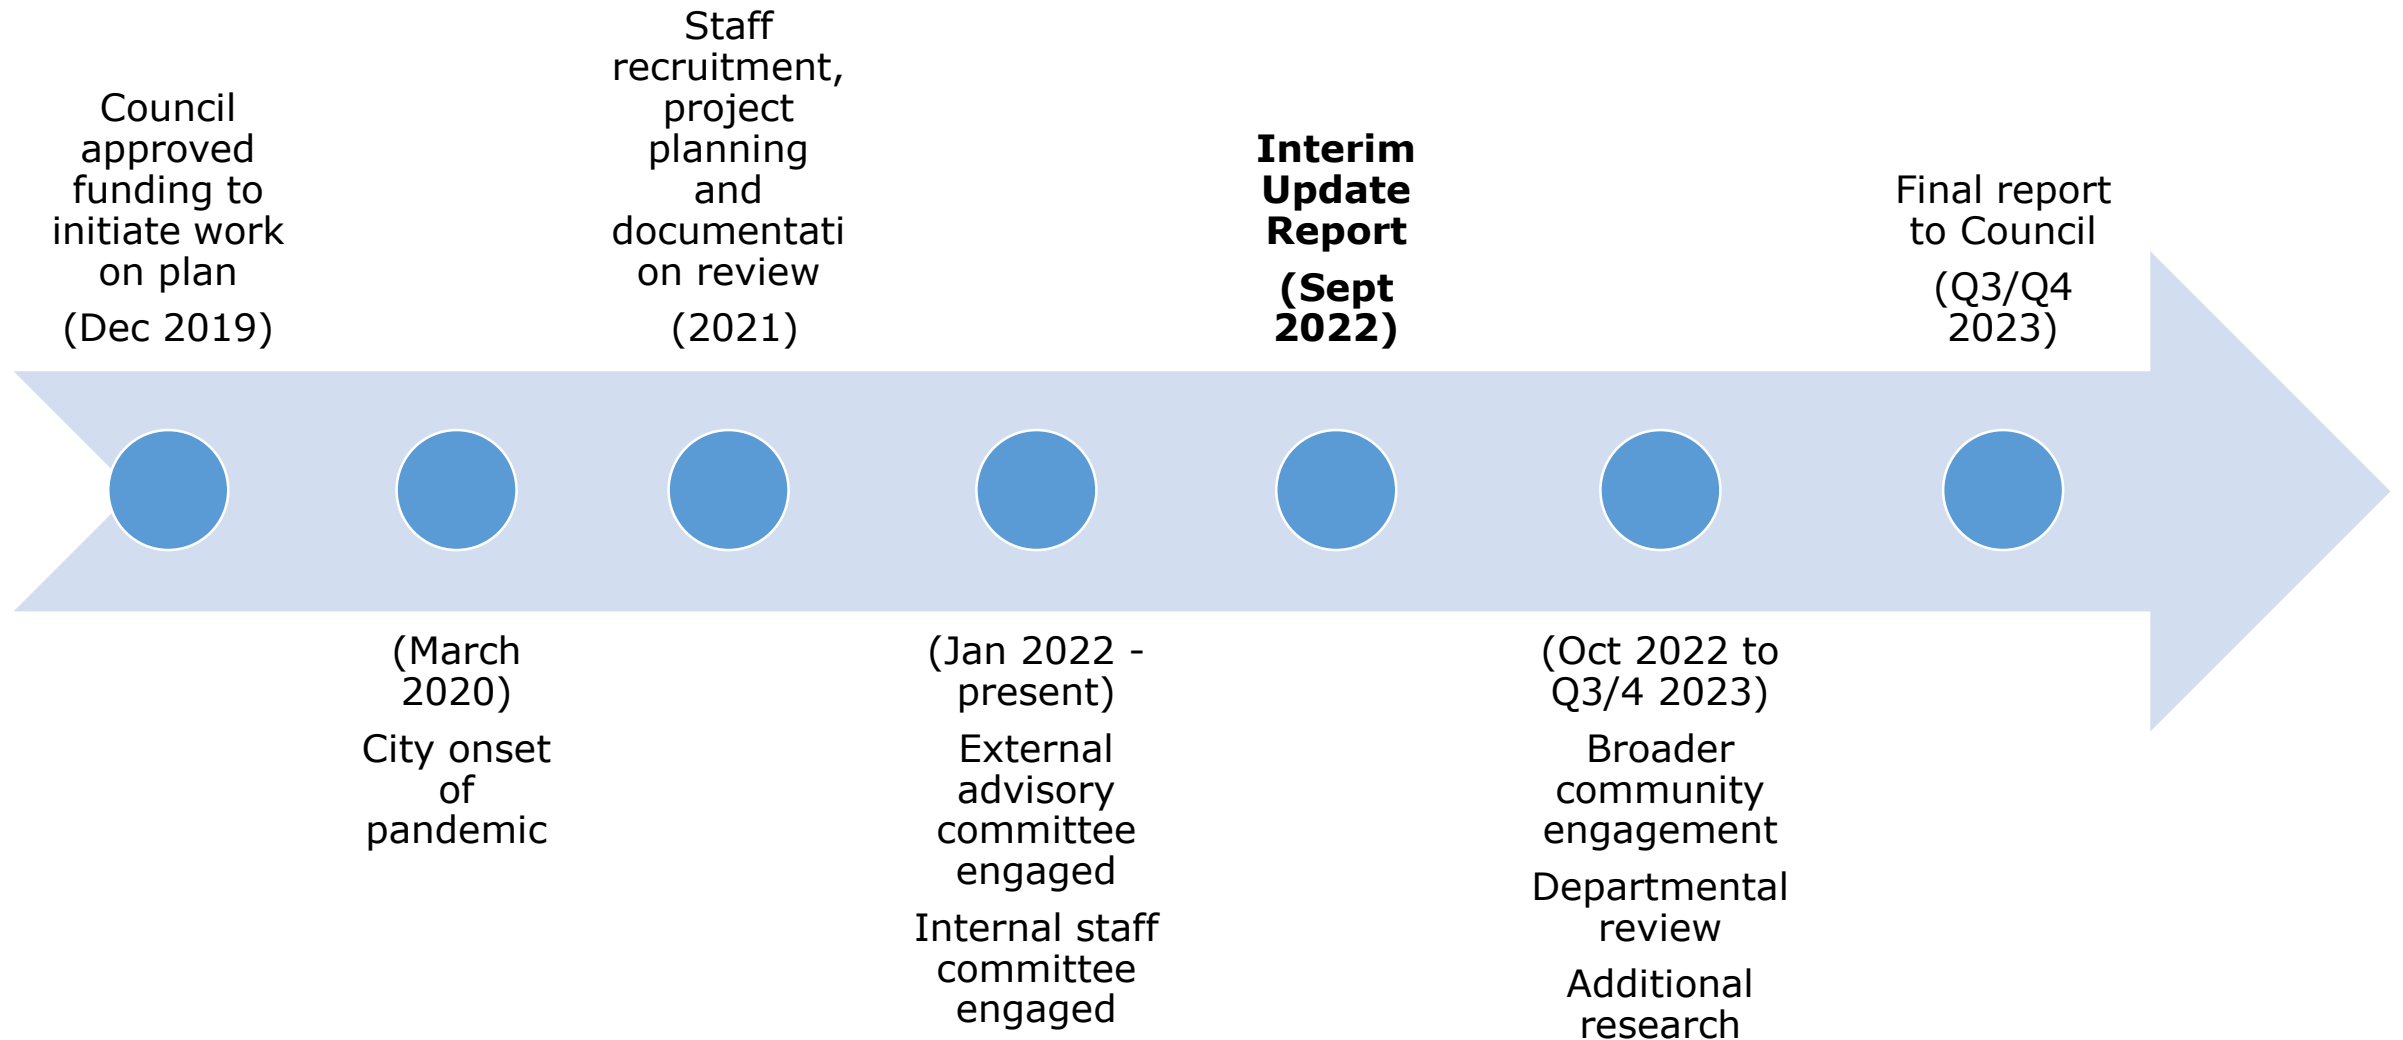 Council
approved
funding to
initiate work
on plan
(Dec 2019)
(March
2020)
City onset
of
pandemic
Staff
recruitment,
project
planning
and
documentati
on review
(2021)
(Jan 2022 -
present)
External
advisory
committee
engaged
Internal staff
committee
engaged
Interim
Update
Report
(Sept
2022)
(Oct 2022 to
Q3/4 2023)
Broader
community
engagement
Departmental
review
Additional
research
Final report
to Council
(Q3/Q4
2023)